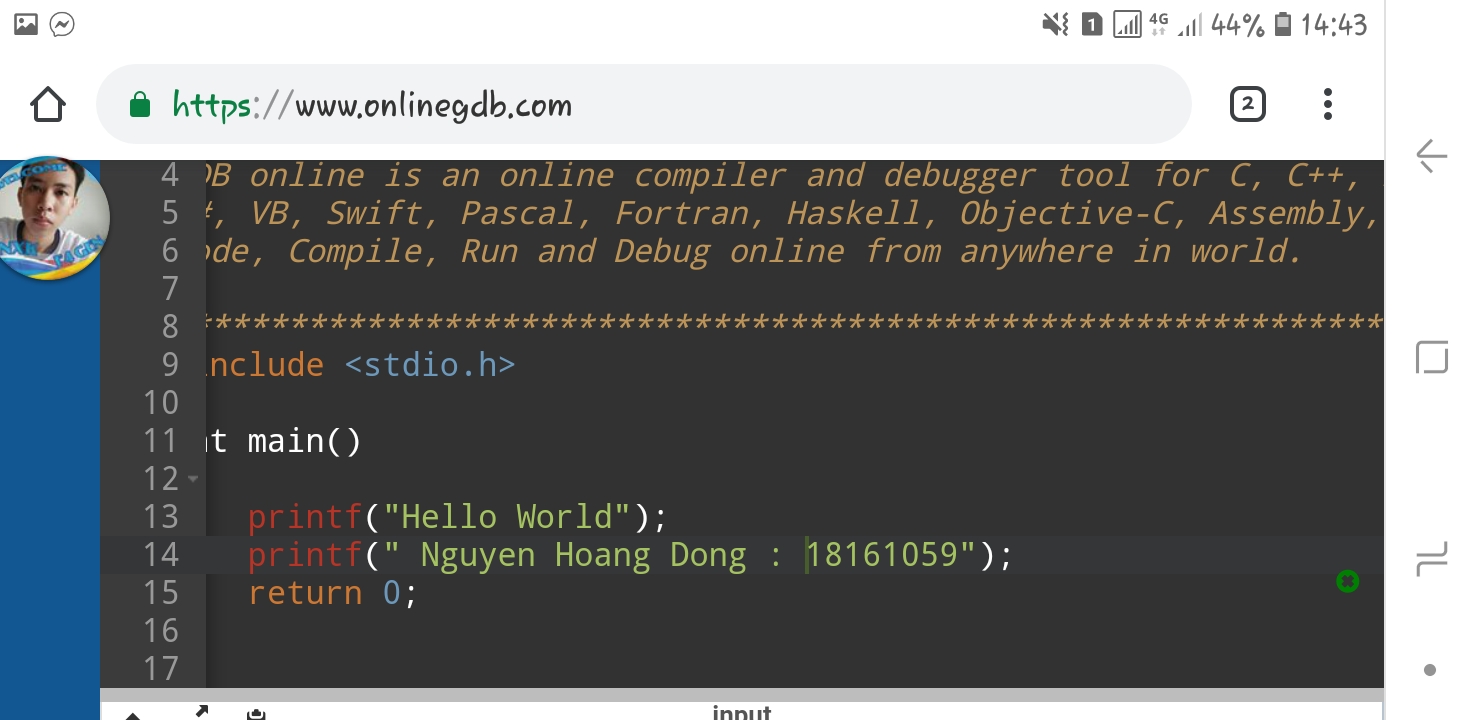 1 4G 44% 14:43
https://www.onlinegdb.com
2
WELCOME
4 DB online is an online compiler and debugger tool for C, C++,
5 #, VB, Swift, Pascal, Fortran, Haskell, Objective-C, Assembly,
6 ode, Compile, Run and Debug online from anywhere in world.
7
8 **************************************************************
9 include <stdio.h>
10
11 nt main()
12
13 printf("Hello World");
14 printf(" Nguyen Hoang Dong : 18161059");
15 return 0;
16
17
input